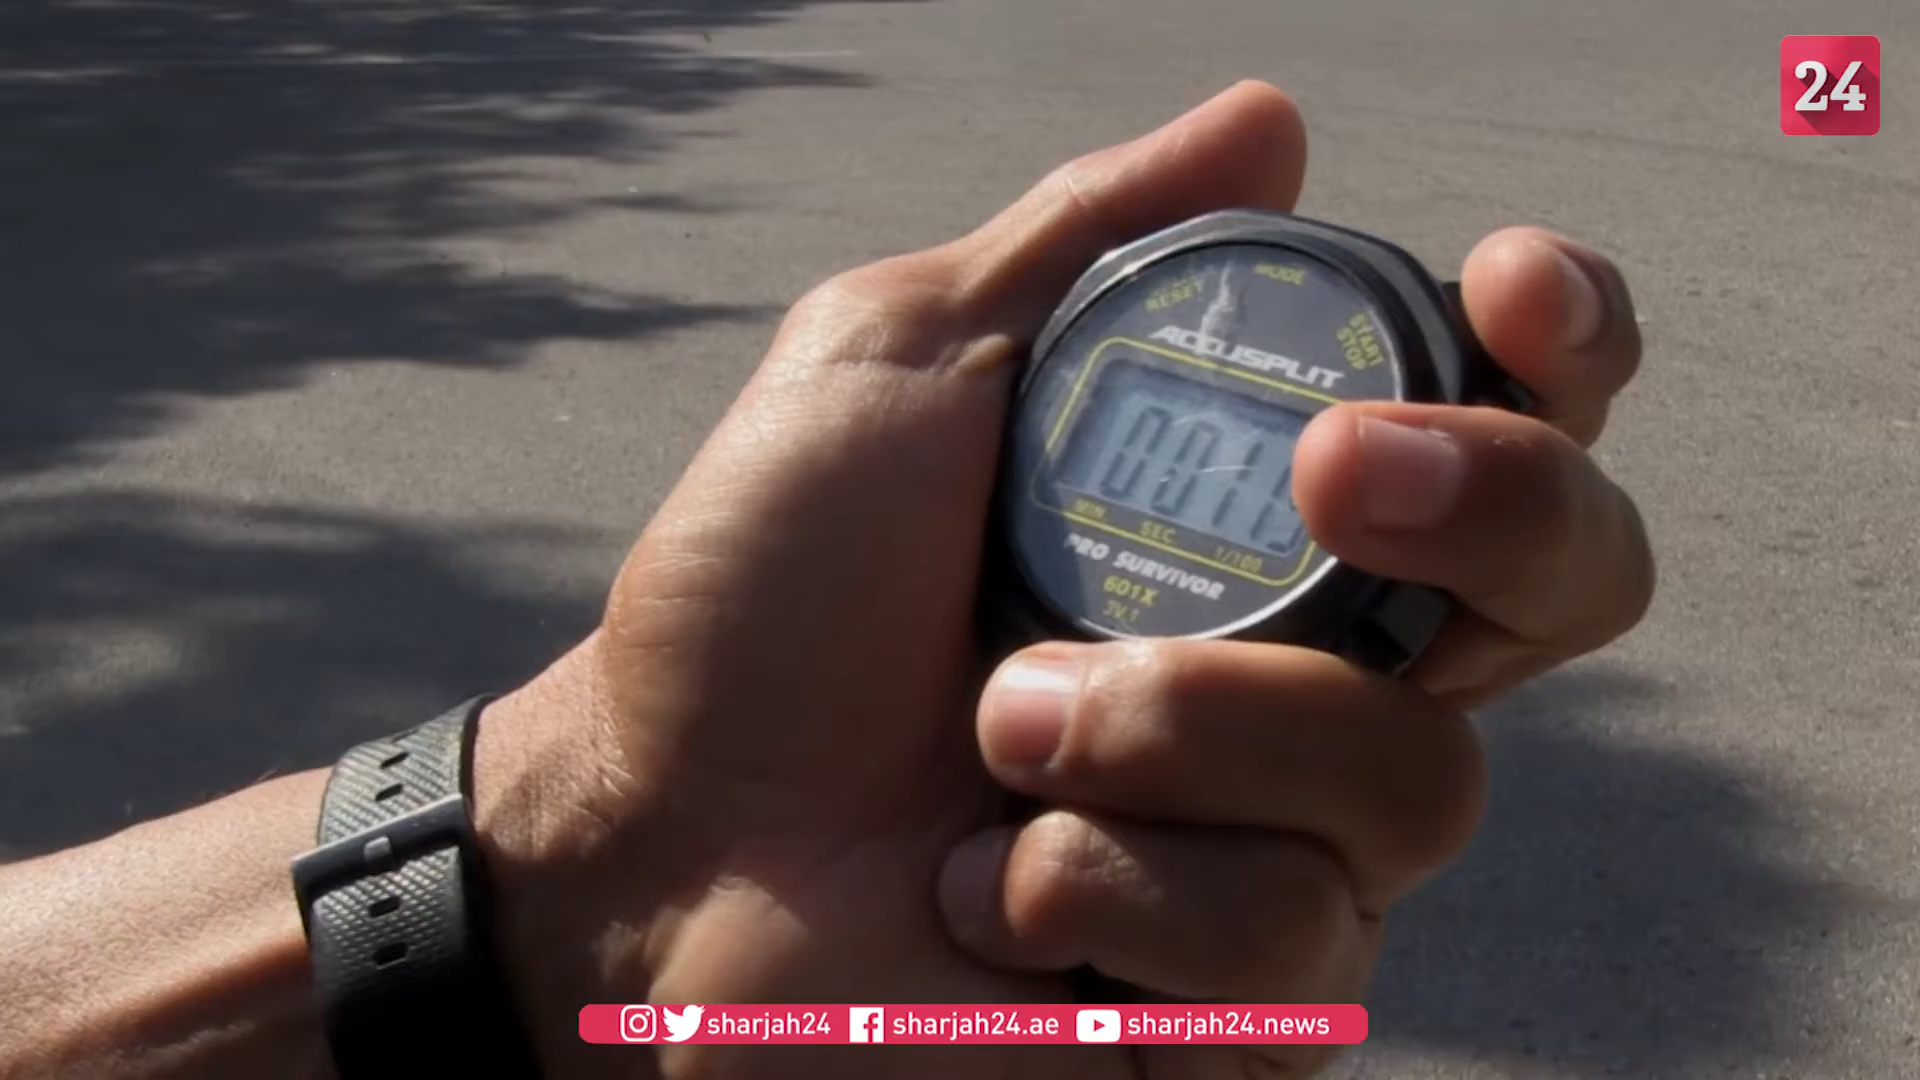 24
RESET
MODE
START
STOP
ACCUSPLIT
MIN SEC 1/100
PRO SURVIVOR
601X
sharjah24 sharjah24.ae sharjah24.news